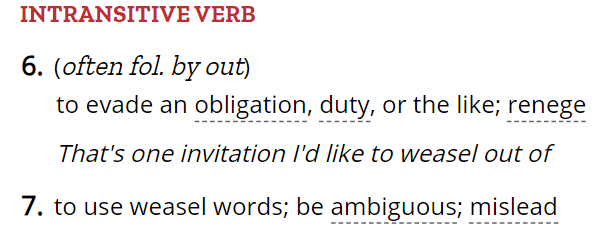 INTRANSITIVE VERB
6. (often fol. by out)
to evade an obligation, duty, or the like; renege
That's one invitation I'd like to weasel out of
7. to use weasel words; be ambiguous; mislead